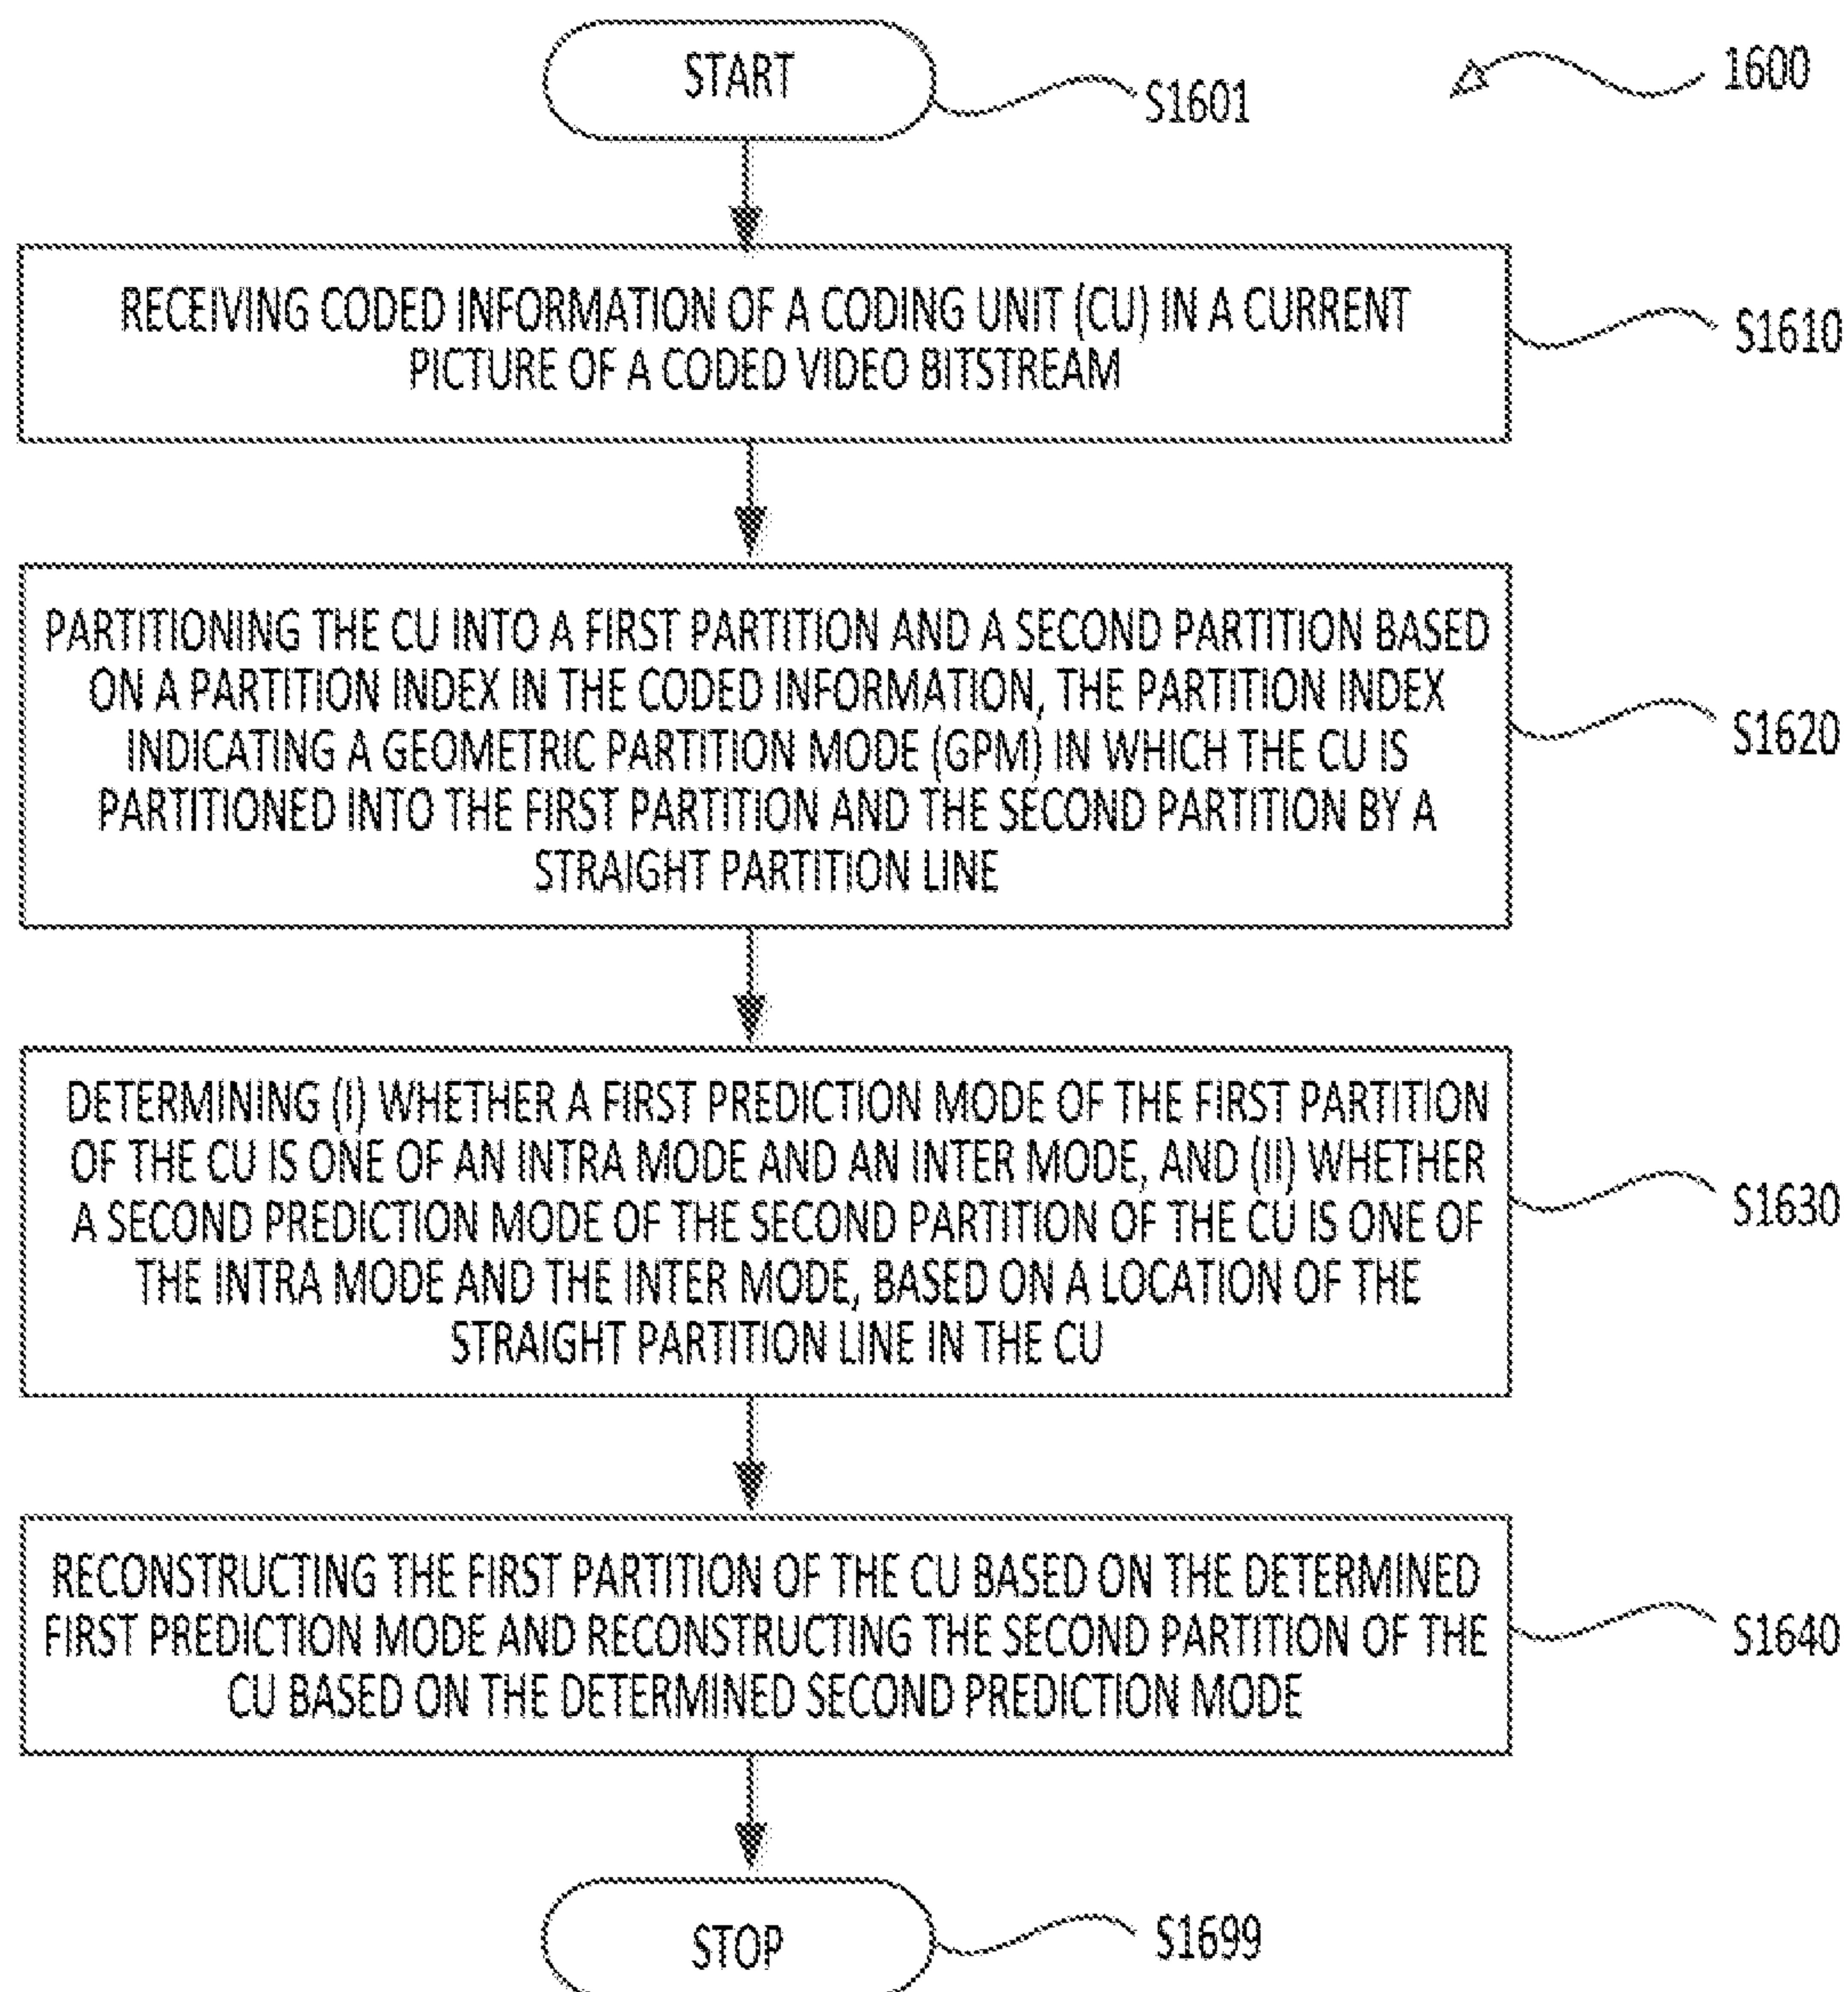 START
S1601
1600
RECEIVING CODED INFORMATION OF A CODING UNIT (CU) IN A CURRENT
PICTURE OF A CODED VIDEO BITSTREAM
S1610
PARTITIONING THE CU INTO A FIRST PARTITION AND A SECOND PARTITION BASED
ON A PARTITION INDEX IN THE CODED INFORMATION, THE PARTITION INDEX
INDICATING A GEOMETRIC PARTITION MODE (GPM) IN WHICH THE CU IS
PARTITIONED INTO THE FIRST PARTITION AND THE SECOND PARTITION BY A
STRAIGHT PARTITION LINE
S1620
DETERMINING (I) WHETHER A FIRST PREDICTION MODE OF THE FIRST PARTITION
OF THE CU IS ONE OF AN INTRA MODE AND AN INTER MODE, AND (II) WHETHER
A SECOND PREDICTION MODE OF THE SECOND PARTITION OF THE CU IS ONE OF
THE INTRA MODE AND THE INTER MODE, BASED ON A LOCATION OF THE
STRAIGHT PARTITION LINE IN THE CU
S1630
RECONSTRUCTING THE FIRST PARTITION OF THE CU BASED ON THE DETERMINED
FIRST PREDICTION MODE AND RECONSTRUCTING THE SECOND PARTITION OF THE
CU BASED ON THE DETERMINED SECOND PREDICTION MODE
S1640
STOP
S1699